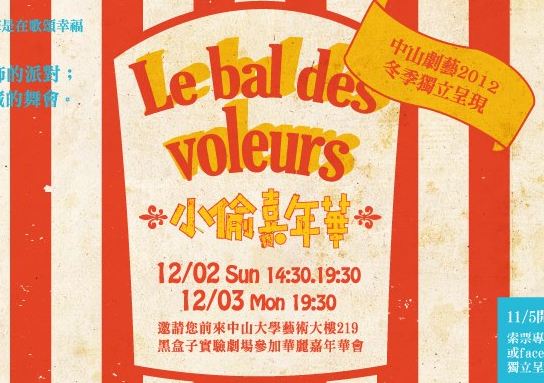 是在歌頌幸福
的派對；
的舞會。
Le bal des
voleurs
小偷嘉年華
中山劇藝2012
冬季獨立呈現
12/02 Sun 14:30.19:30
12/03 Mon 19:30
邀請您前來中山大學藝術大樓219
黑盒子實驗劇場參加華麗嘉年華會
11/5開
索票專
或face
獨立呈